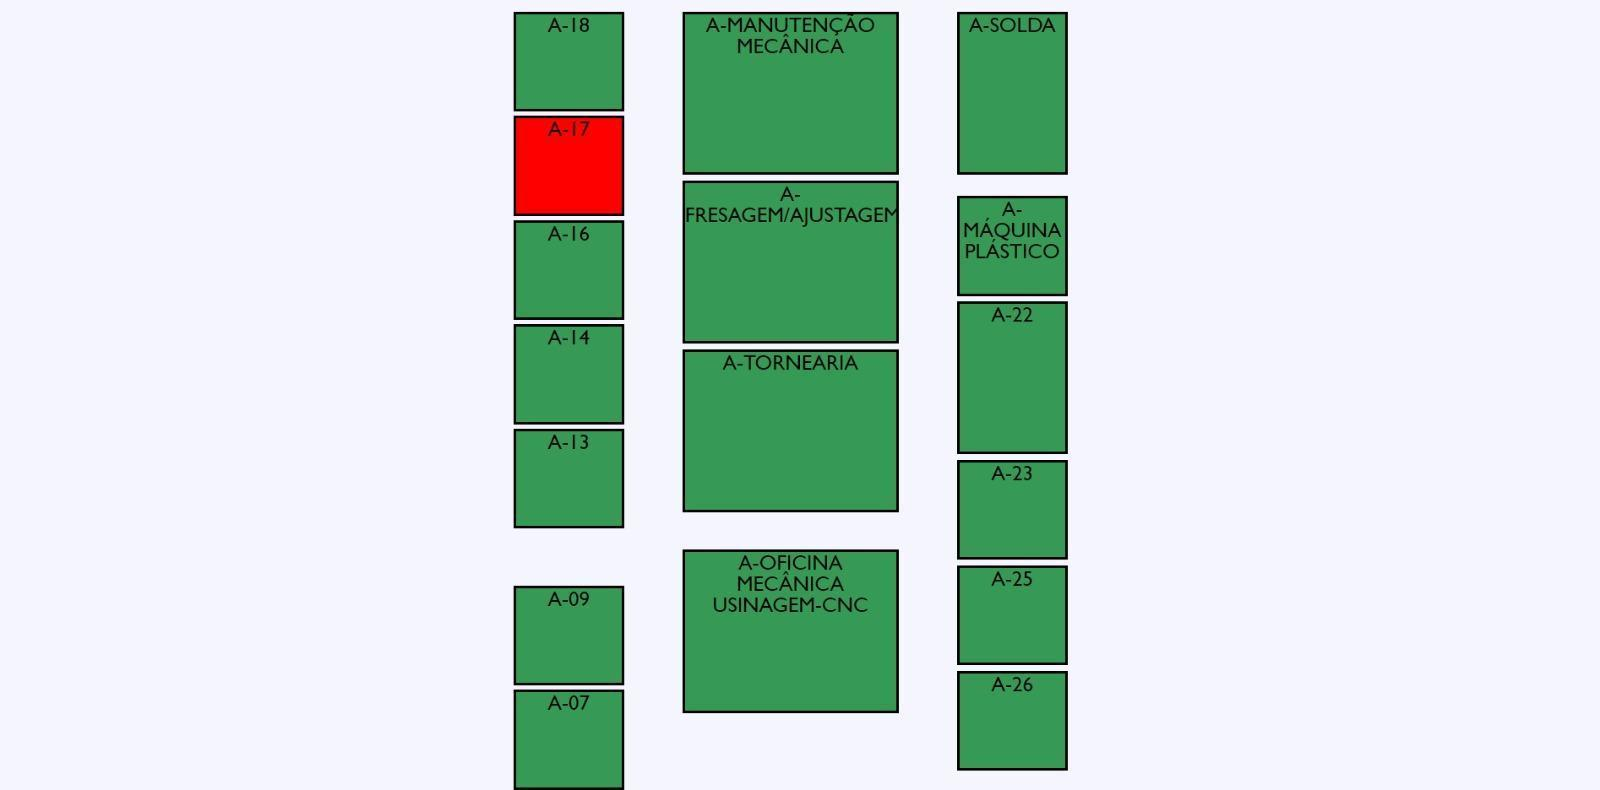 A-18
A-17
A-16
A-14
A-13
A-09
A-07
A-MANUTENÇÃO
MECÂNICA
A-
FRESAGEM/AJUSTAGEM
A-TORNEARIA
A-OFICINA
MECÂNICA
USINAGEM-CNC
A-SOLDA
A-
MÁQUINA
PLÁSTICO
A-22
A-23
A-25
A-26